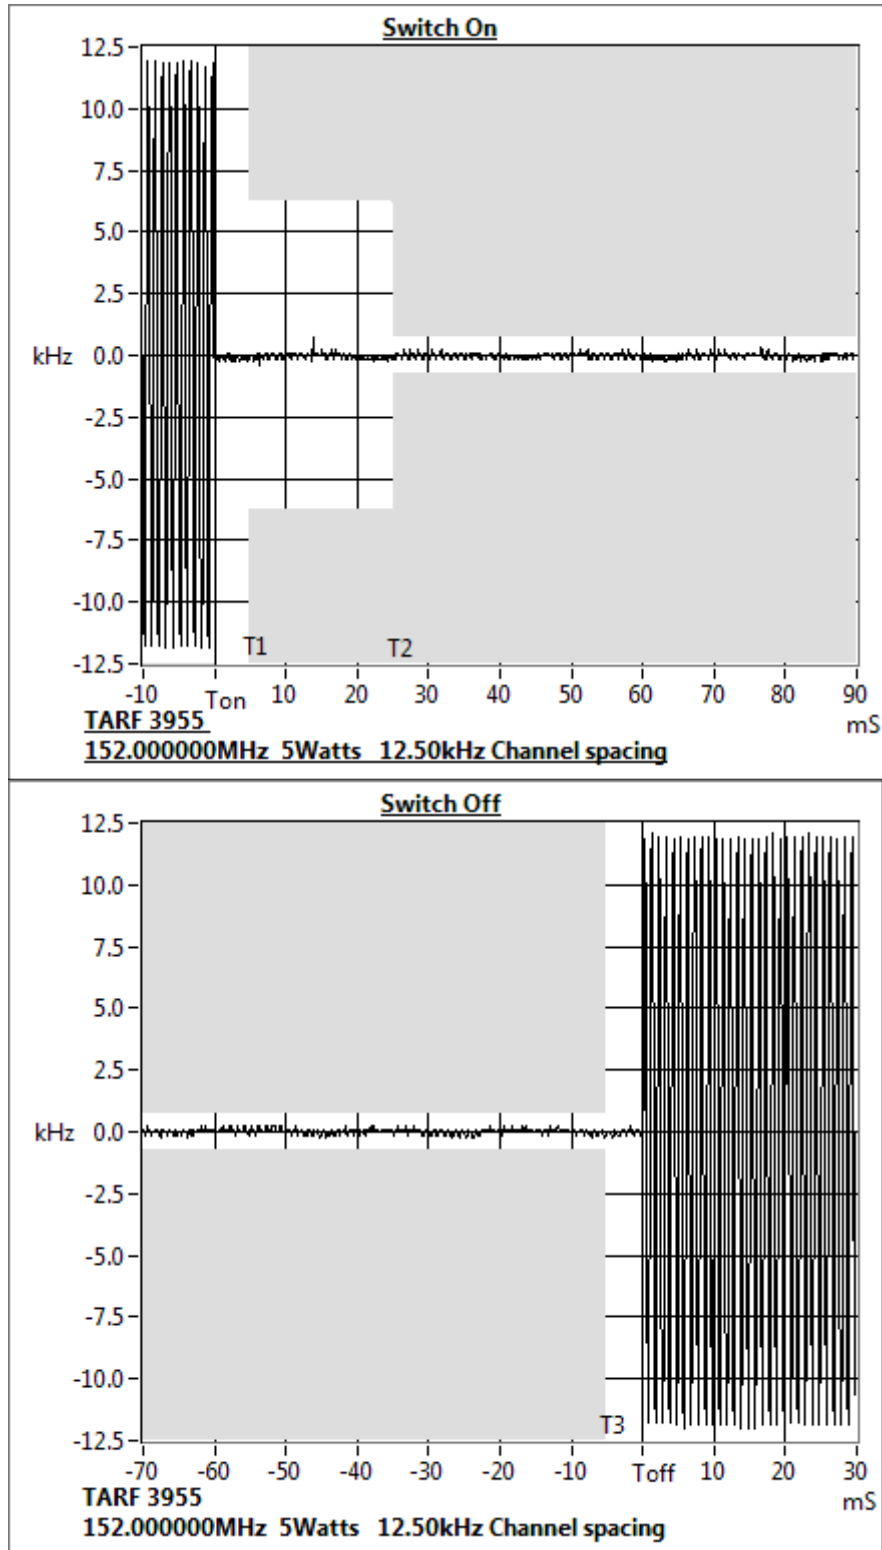 Switch On
12.5
10.0
7.5
5.0
2.5
kHz 0.0
-2.5
-5.0
-7.5
-10.0
-12.5
T1 T2
-10 Ton 10 20 30 40 50 60 70 80 90
mS
TARF 3955
152.000000MHz 5Watts 12.50kHz Channel spacing
Switch Off
12.5
10.0
7.5
5.0
2.5
kHz 0.0
-2.5
-5.0
-7.5
-10.0
-12.5
T3
-70 -60 -50 -40 -30 -20 -10 Toff 10 20 30
mS
TARF 3955
152.000000MHz 5Watts 12.50kHz Channel spacing